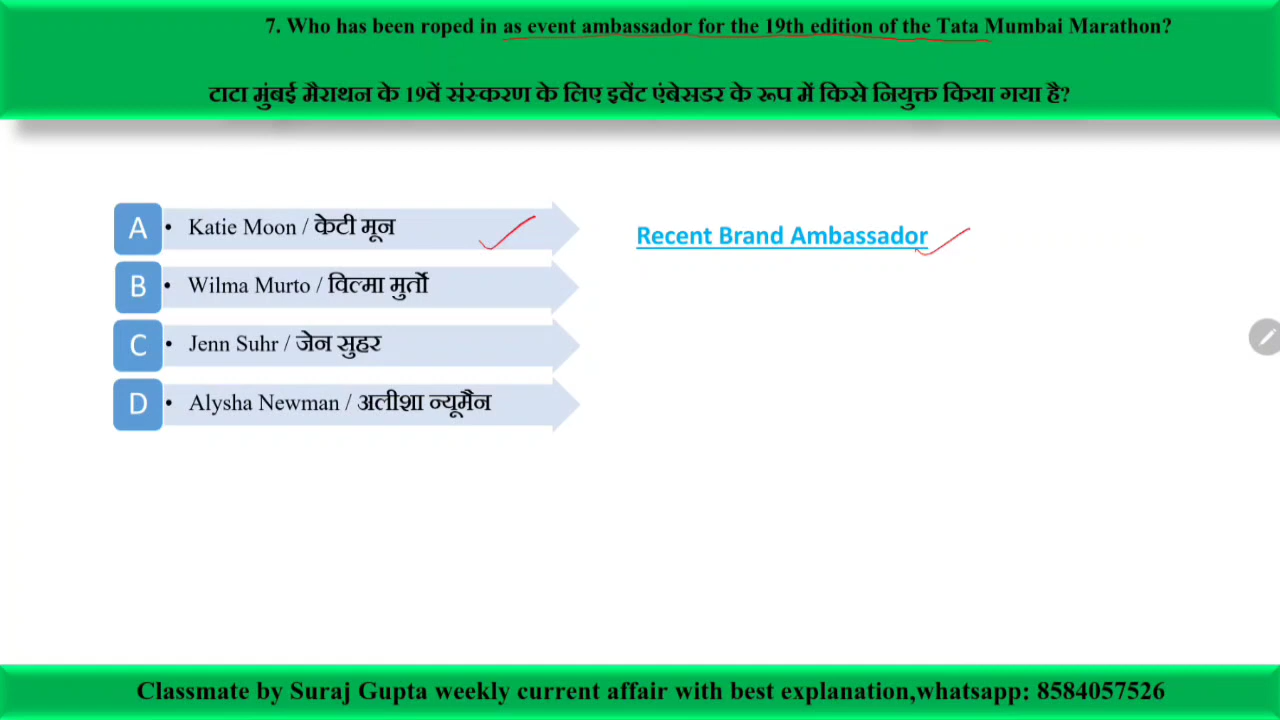 7. Who has been roped in as event ambassador for the 19th edition of the Tata Mumbai Marathon?
टाटा मुंबई मैराथन के 19वें संस्करण के लिए इवेंट एंबेसडर के रूप में किसे नियुक्त किया गया है?
A • Katie Moon / केटी मून
B • Wilma Murto / विल्मा मुर्तो
C • Jenn Suhr / जेन सुहर
D • Alysha Newman / अलीशा न्यूमैन
Recent Brand Ambassador
Classmate by Suraj Gupta weekly current affair with best explanation,whatsapp: 8584057526